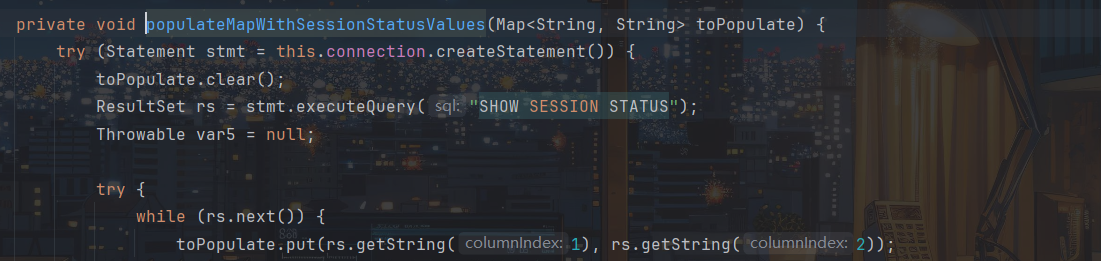 private void populateMapWithSessionStatusValues(Map<String, String> toPopulate) {
try (Statement stmt = this.connection.createStatement()) {
toPopulate.clear();
ResultSet rs = stmt.executeQuery( sql: "SHOW SESSION STATUS");
Throwable var5 = null;
try {
while (rs.next()) {
toPopulate.put(rs.getString( columnIndex: 1), rs.getString( columnIndex: 2));